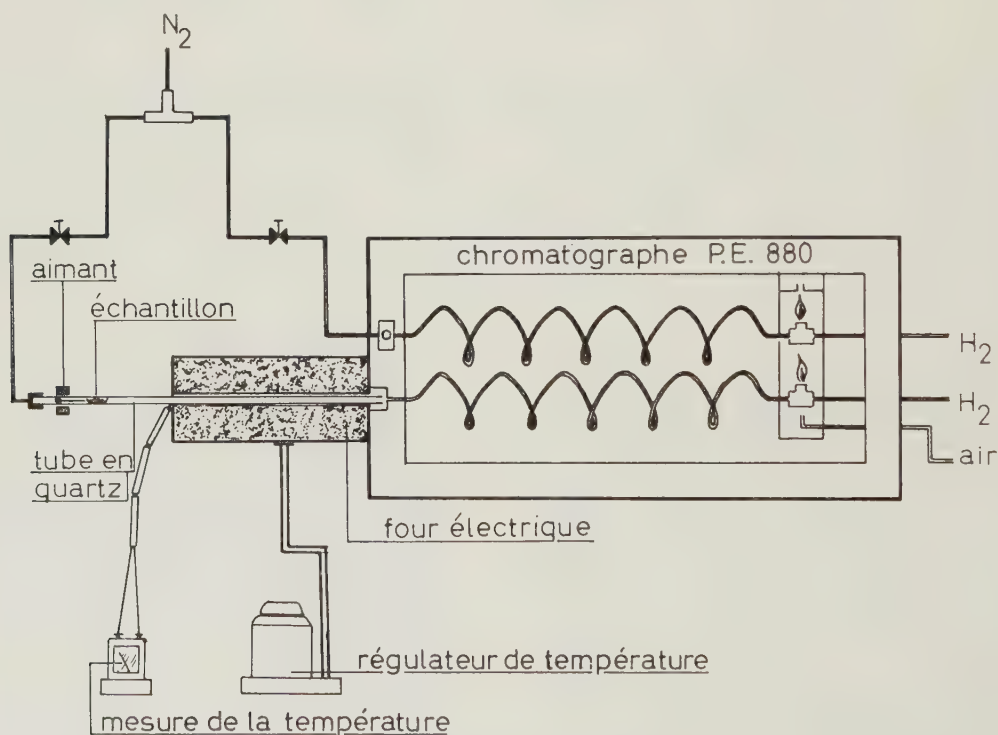 N2
aimant
échantillon
chromatographe P.E. 880
H2
H2
air
tube en
quartz
four électrique
régulateur de température
mesure de la température